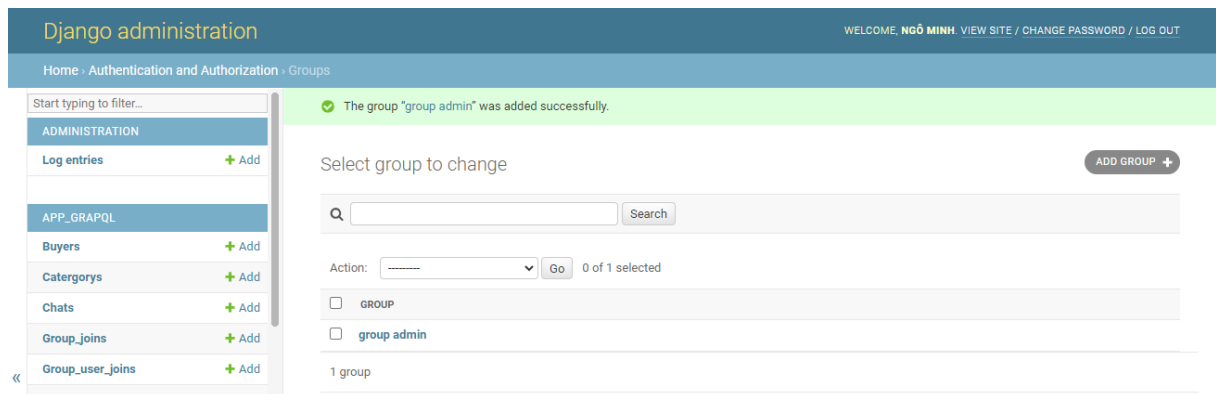 Django administration
WELCOME, NGÔ MINH. VIEW SITE / CHANGE PASSWORD / LOG OUT
Home › Authentication and Authorization › Groups
Start typing to filter...
ADMINISTRATION
Log entries + Add
APP_GRAPQL
Buyers + Add
Catergorys + Add
Chats + Add
Group_joins + Add
Group_user_joins + Add
«
The group “group admin” was added successfully.
Select group to change
ADD GROUP +
Search
Action: --------- Go 0 of 1 selected
GROUP
group admin
1 group